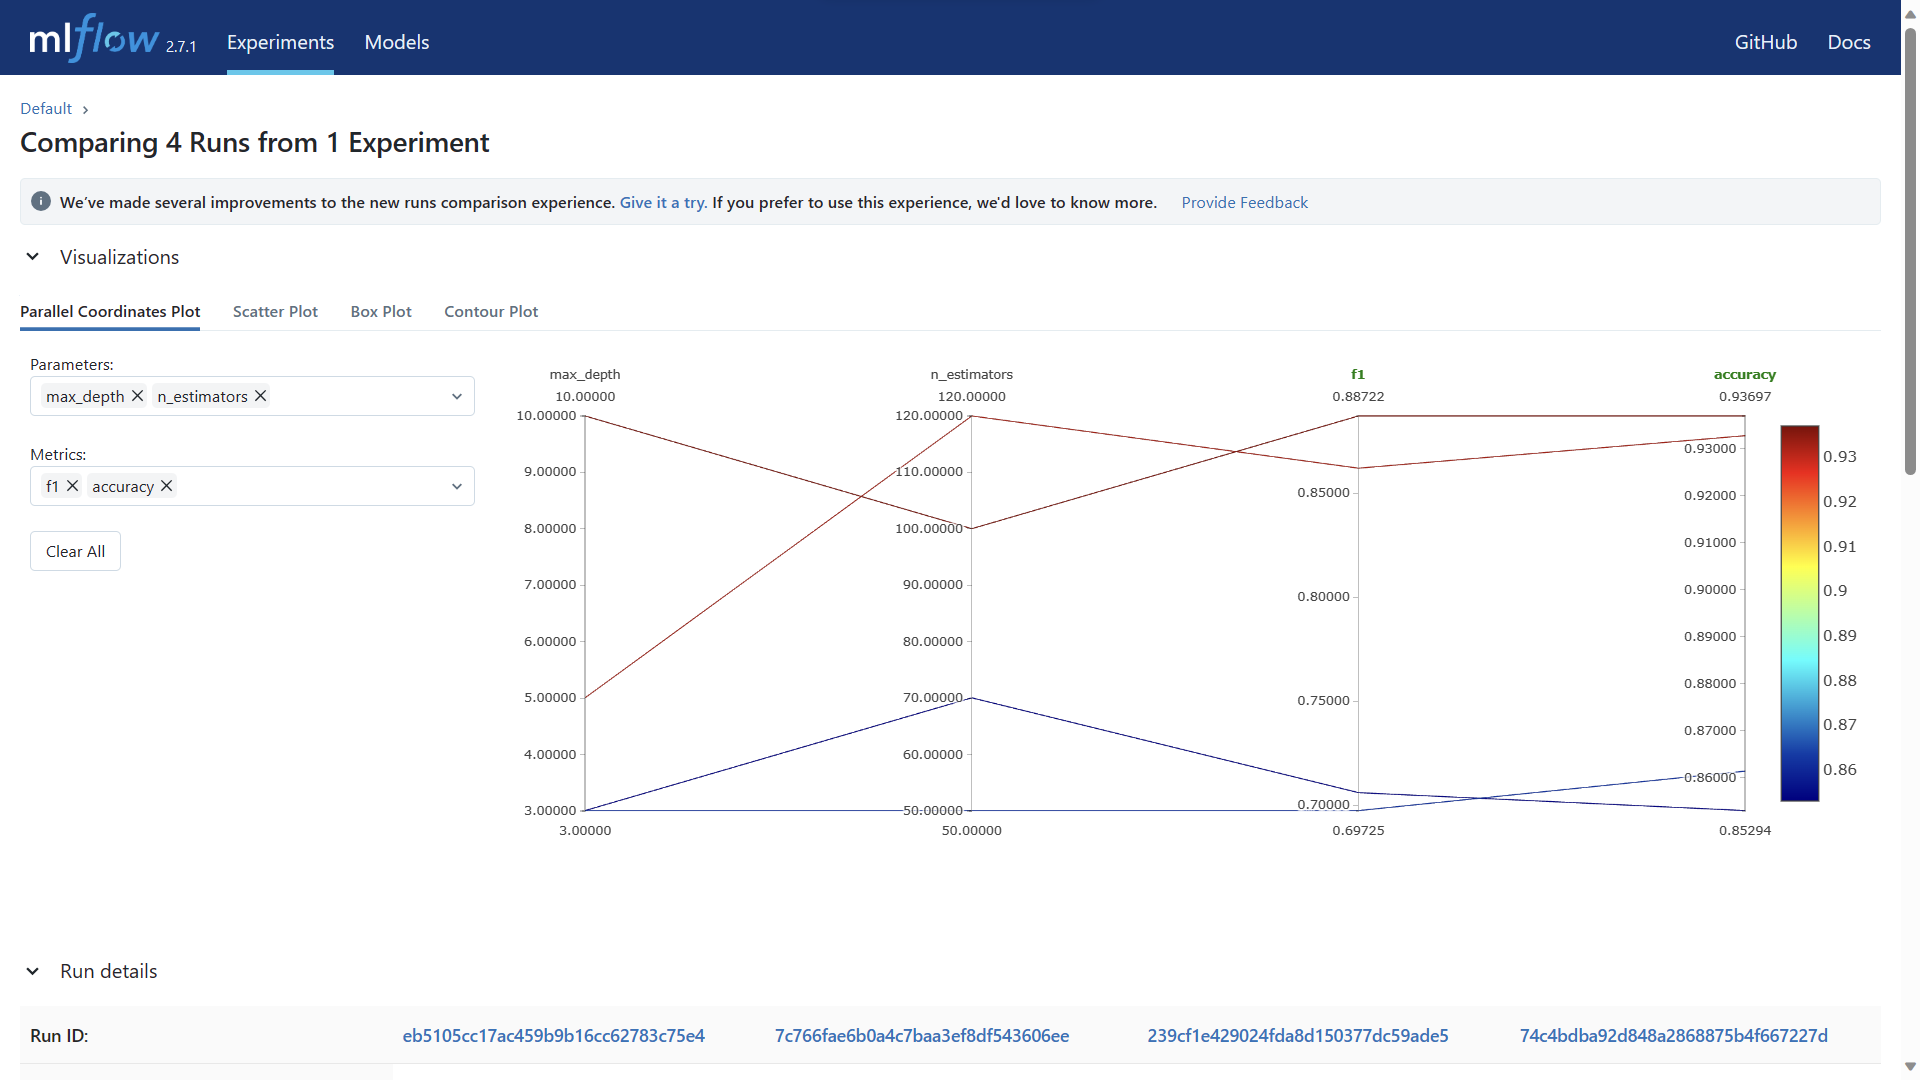 mlflow 2.7.1 Experiments Models GitHub Docs
Default
Comparing 4 Runs from 1 Experiment
We've made several improvements to the new runs comparison experience. Give it a try. If you prefer to use this experience, we'd love to know more. Provide Feedback
Visualizations
Parallel Coordinates Plot Scatter Plot Box Plot Contour Plot
Parameters:
max_depth n_estimators
Metrics:
f1 accuracy
Clear All
max_depth
10.00000
10.00000
9.00000
8.00000
7.00000
6.00000
5.00000
4.00000
3.00000
3.00000
n_estimators
120.00000
120.00000
110.00000
100.00000
90.00000
80.00000
70.00000
60.00000
50.00000
50.00000
f1
0.88722
0.85000
0.80000
0.75000
0.70000
0.69725
accuracy
0.93697
0.93000
0.92000
0.91000
0.90000
0.89000
0.88000
0.87000
0.86000
0.85294
0.93
0.92
0.91
0.9
0.89
0.88
0.87
0.86
Run details
Run ID: eb5105cc17ac459b9b16cc62783c75e4 7c766fae6b0a4c7baa3ef8df543606ee 239cf1e429024fda8d150377dc59ade5 74c4bdba92d848a2868875b4f667227d